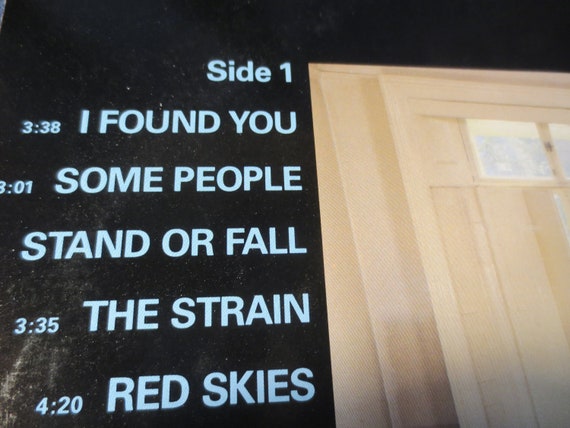 Side 1
3:38 I FOUND YOU
3:01 SOME PEOPLE
STAND OR FALL
3:35 THE STRAIN
4:20 RED SKIES